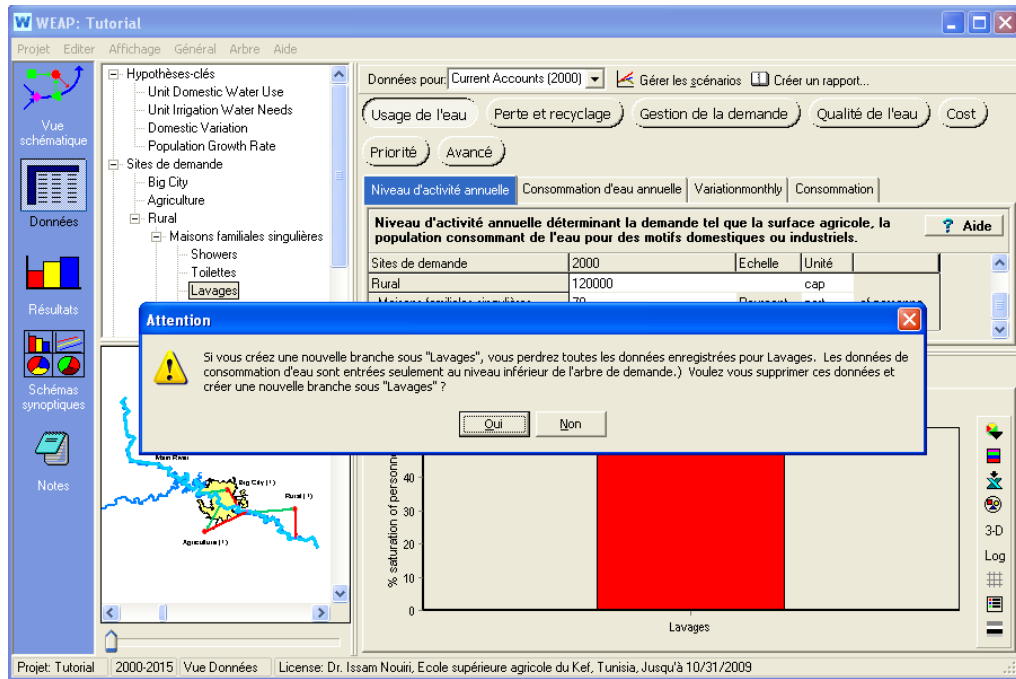 WEAP: Tutorial
Projet Editer Affichage Général Arbre Aide
Vue schématique
Données
Résultats
Schémas synoptiques
Notes
Hypothèses-clés
Unit Domestic Water Use
Unit Irrigation Water Needs
Domestic Variation
Population Growth Rate
Sites de demande
Big City
Agriculture
Rural
Maisons familiales singulières
Showers
Toilettes
Lavages
Données pour: Current Accounts (2000) Gérer les scénarios Créer un rapport...
Usage de l'eau Perte et recyclage Gestion de la demande Qualité de l'eau Cost
Priorité Avancé
Niveau d'activité annuelle Consommation d'eau annuelle Variationmonthly Consommation
Niveau d'activité annuelle déterminant la demande tel que la surface agricole, la
population consommant de l'eau pour des motifs domestiques ou industriels.
? Aide
Sites de demande 2000 Echelle Unité
Rural 120000 cap
Attention
Si vous créez une nouvelle branche sous "Lavages", vous perdrez toutes les données enregistrées pour Lavages. Les données de
consommation d'eau sont entrées seulement au niveau inférieur de l'arbre de demande.) Voulez vous supprimer ces données et
créer une nouvelle branche sous "Lavages" ?
Oui Non
Main River
Big City (1)
Rural (1)
Agriculture (1)
% saturation of personne
40
30
20
10
0
Lavages
3-D
Log
Projet: Tutorial 2000-2015 Vue Données License: Dr. Issam Nouiri, Ecole supérieure agricole du Kef, Tunisia, Jusqu'à 10/31/2009